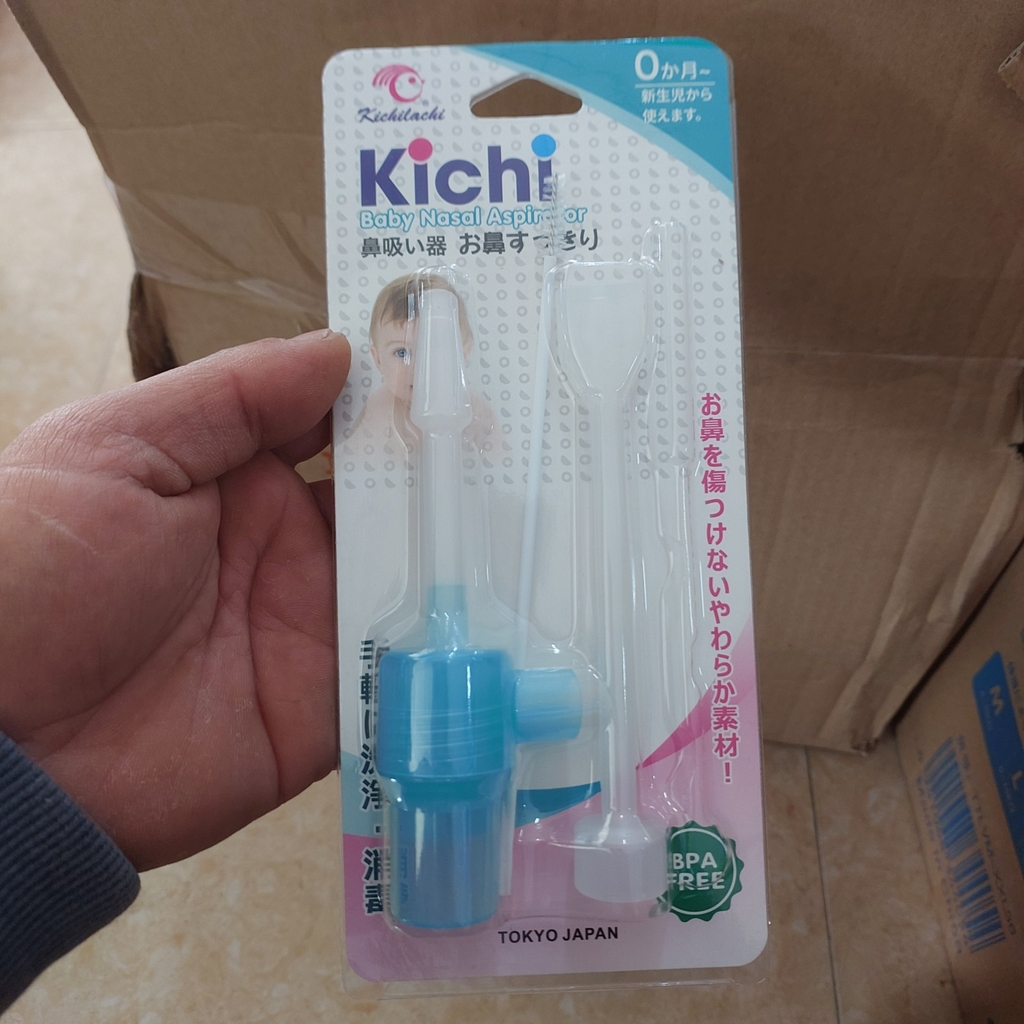 Kichilachi
0か月~
新生児から
使えます。
Kichi
Baby Nasal Aspirator
鼻吸い器 お鼻すっきり
お鼻を傷つけないやわらか素材！
BPA
FREE
TOKYO JAPAN
M
L